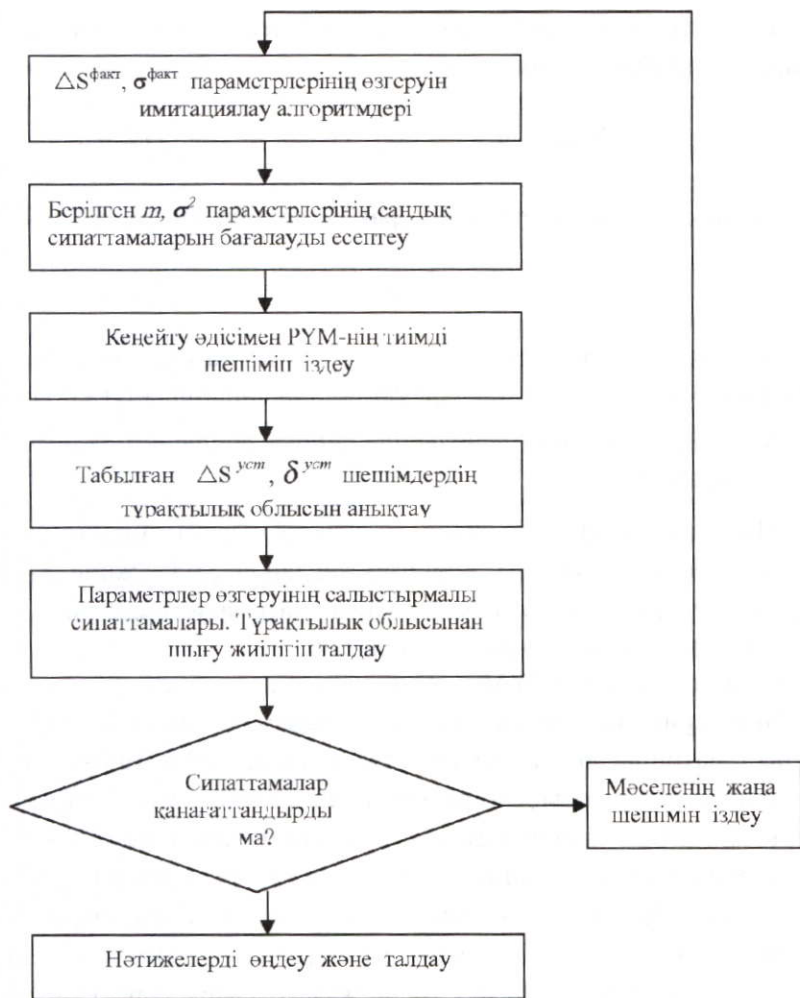 △S^факт, σ^факт параметрлерінің өзгеруін
имитациялау алгоритмдері
Берілген m, σ² параметрлерінің сандық
сипаттамаларын бағалауды есептеу
Кеңейту әдісімен РҮМ-нің тиімді
шешімін іздеу
Табылған △S^уст, δ^уст шешімдердің
тұрақтылық облысын анықтау
Параметрлер өзгеруінің салыстырмалы
сипаттамалары. Тұрақтылық облысынан
шығу жиілігін талдау
Сипаттамалар
қанағаттандырды
ма?
Мәселенің жаңа
шешімін іздеу
Нәтижелерді өңдеу және талдау